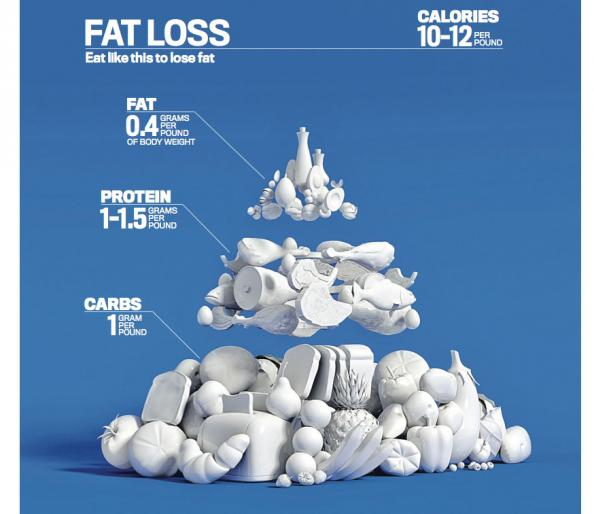 FAT LOSS
Eat like this to lose fat
CALORIES
10-12 PER POUND
FAT
0.4 GRAMS PER POUND
OF BODY WEIGHT
PROTEIN
1-1.5 GRAMS PER POUND
CARBS
1 GRAM PER POUND